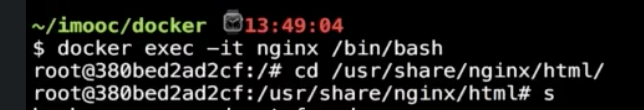 ~/imooc/docker ⌚13:49:04
$ docker exec -it nginx /bin/bash
root@380bed2ad2cf:/# cd /usr/share/nginx/html/
root@380bed2ad2cf:/usr/share/nginx/html# s